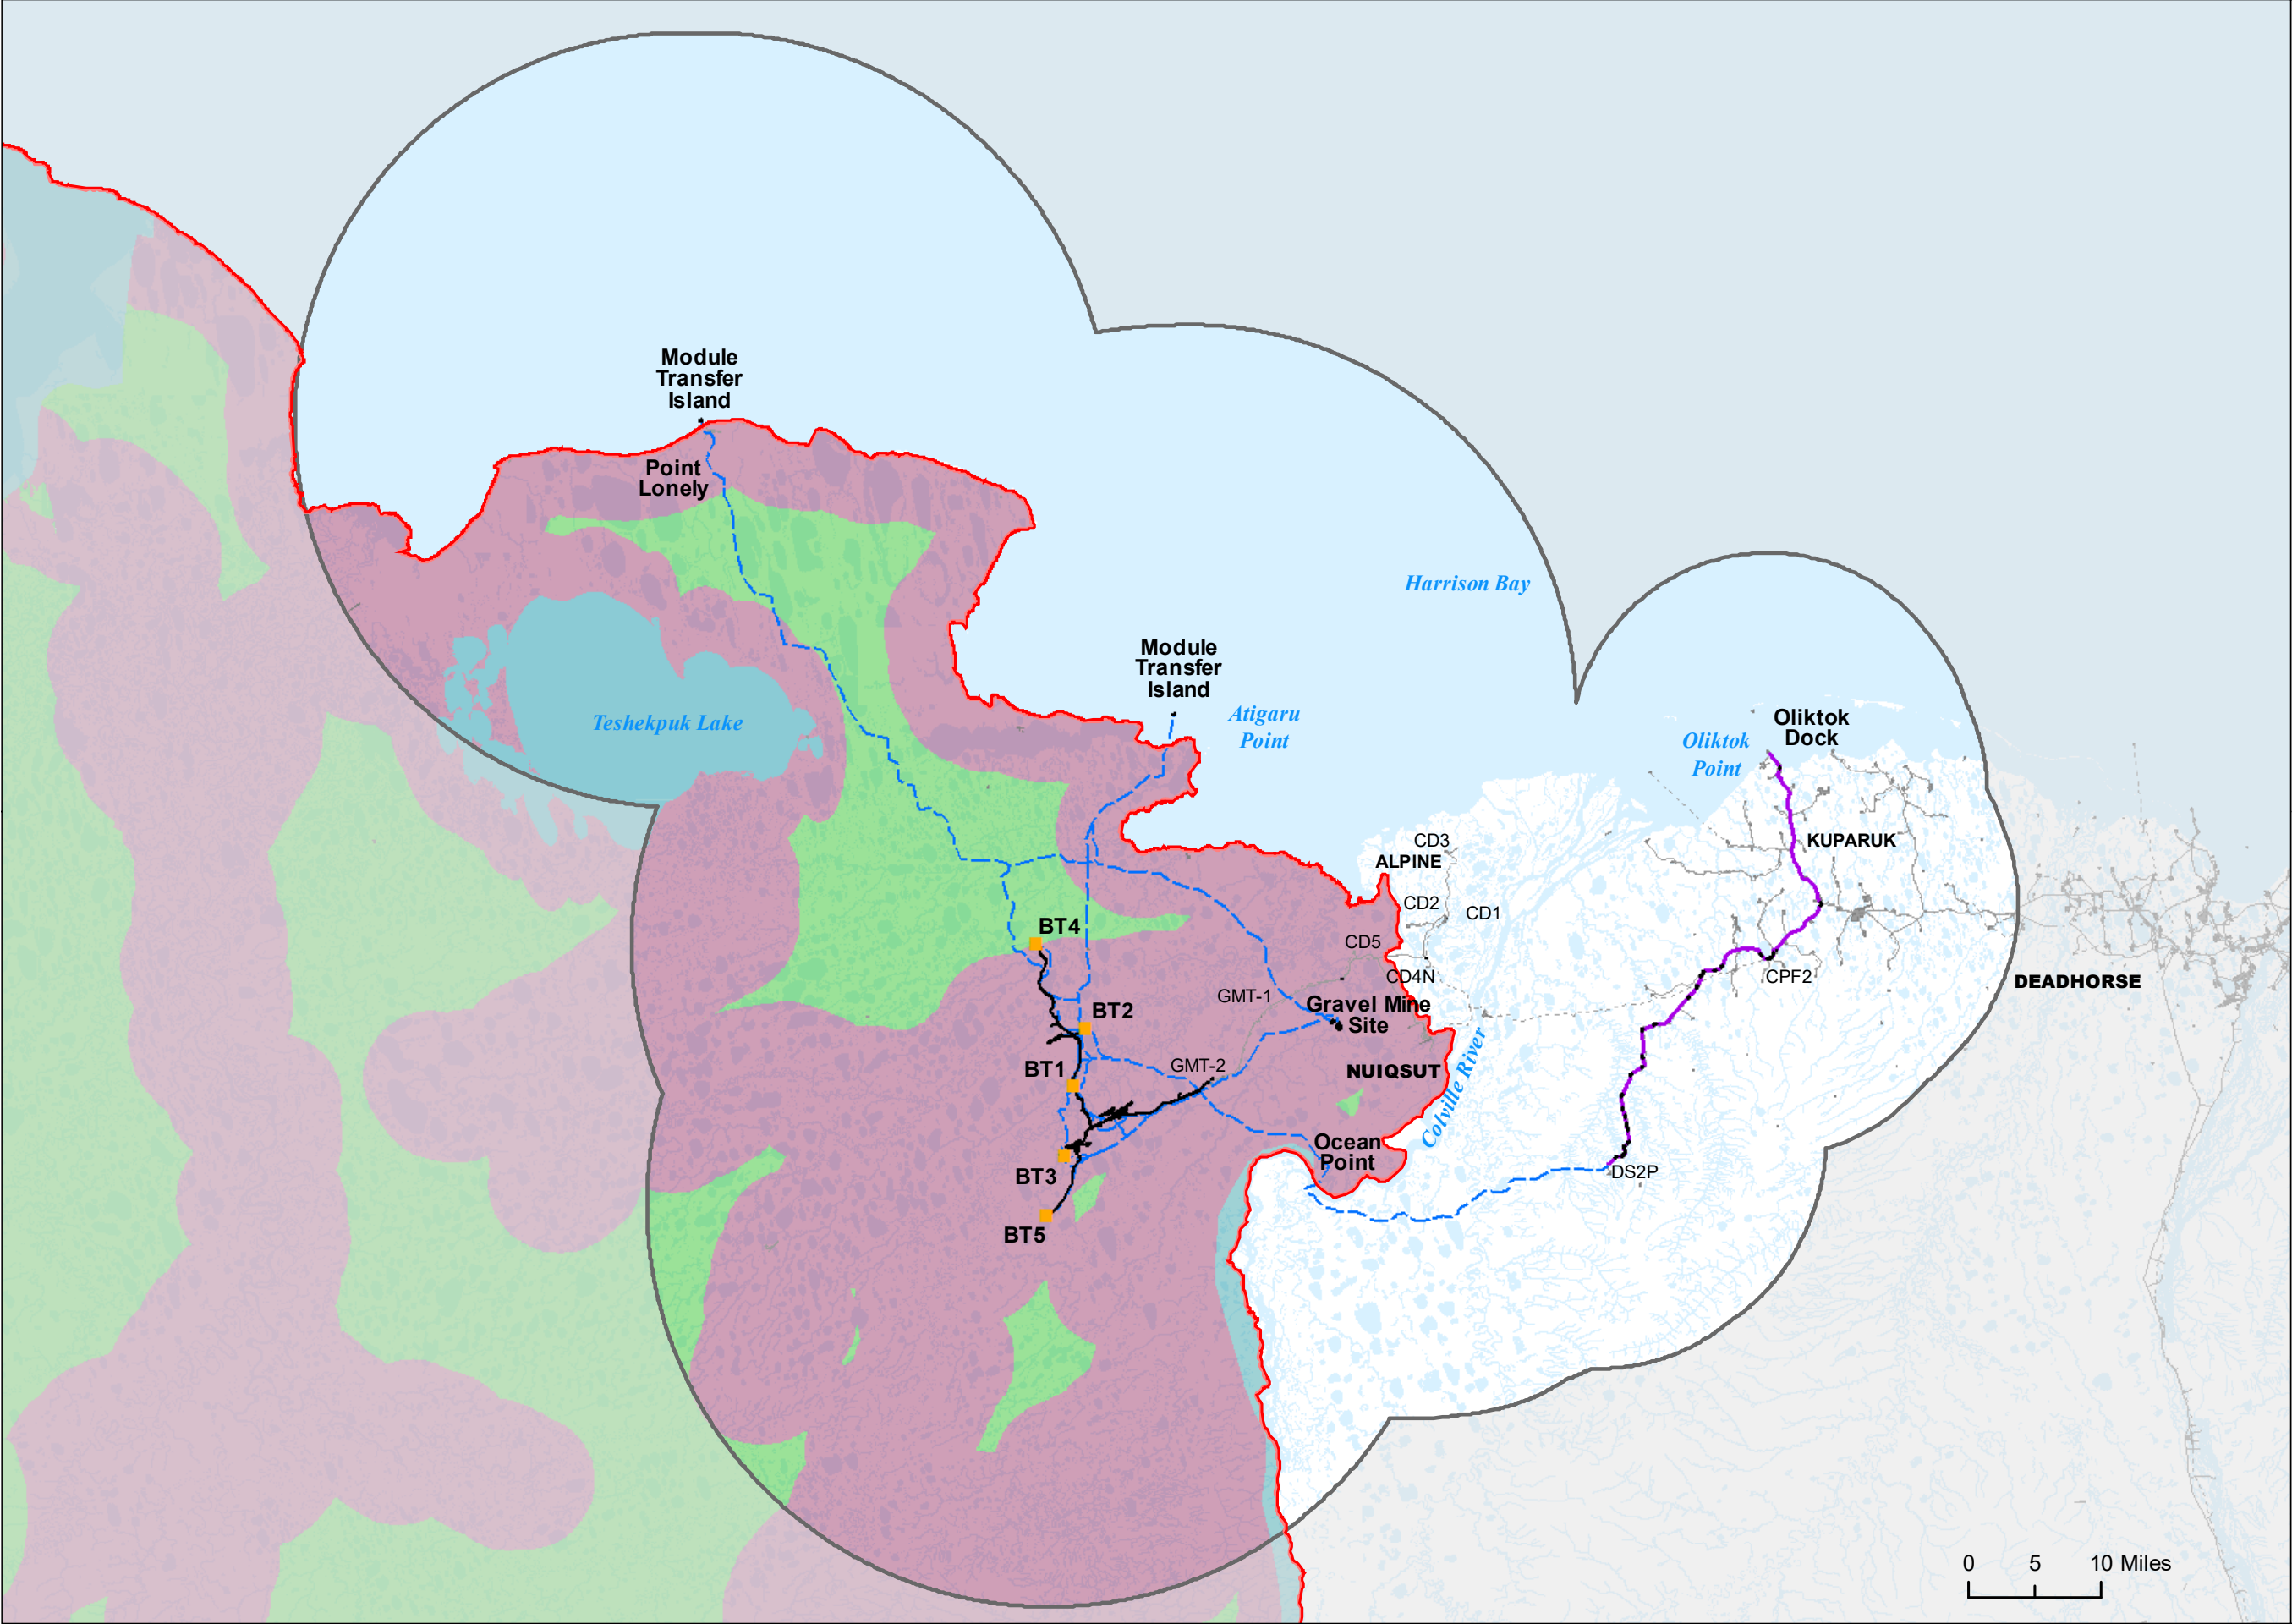 Module
Transfer
Island
Point
Lonely
Harrison Bay
Module
Transfer
Island
Teshekpuk Lake
Atigaru
Point
Oliktok
Dock
Oliktok
Point
CD3
KUPARUK
ALPINE
CD2
CD1
BT4
CD5
CD4N
CPF2
DEADHORSE
GMT-1
Gravel Mine
Site
BT2
GMT-2
BT1
NUIQSUT
Colville River
Ocean
Point
BT3
DS2P
BT5
0 5 10 Miles